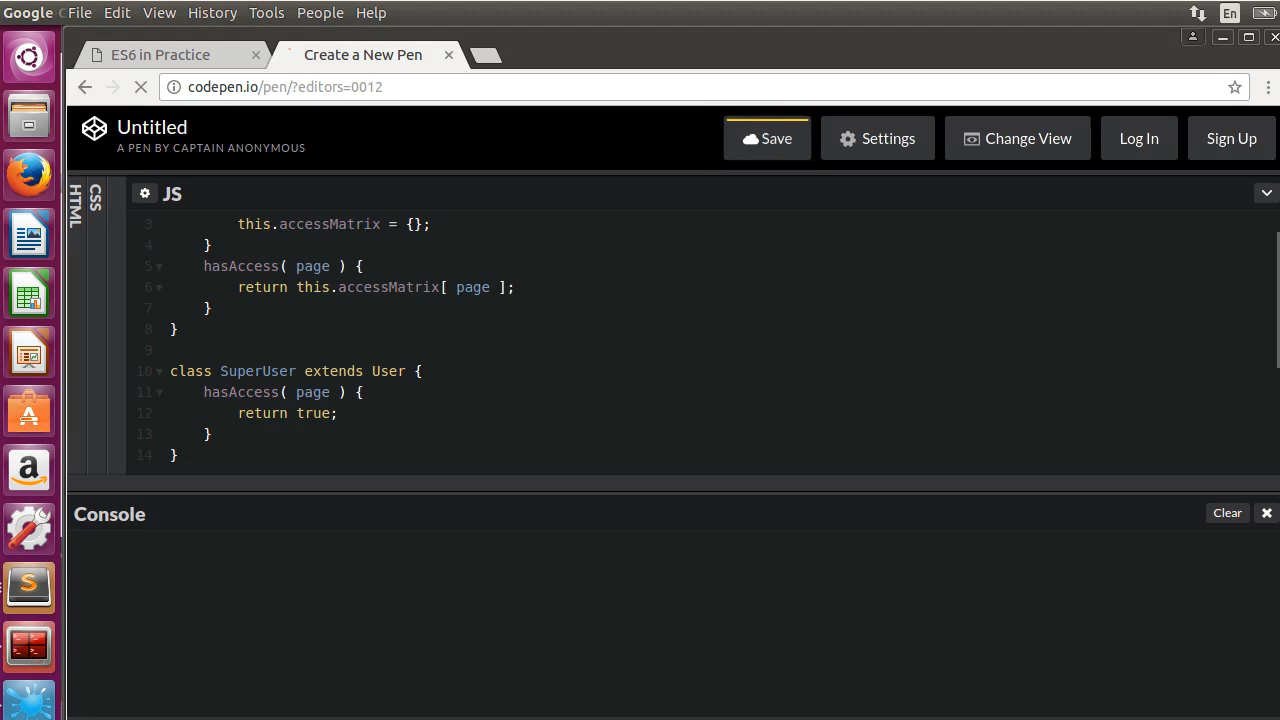 Google File Edit View History Tools People Help En
ES6 in Practice × Create a New Pen ×
codepen.io/pen/?editors=0012
Untitled
A PEN BY CAPTAIN ANONYMOUS
Save Settings Change View Log In Sign Up
HTML CSS JS
3 this.accessMatrix = {};
4 }
5 hasAccess( page ) {
6 return this.accessMatrix[ page ];
7 }
8 }
9
10 class SuperUser extends User {
11 hasAccess( page ) {
12 return true;
13 }
14 }
Console Clear